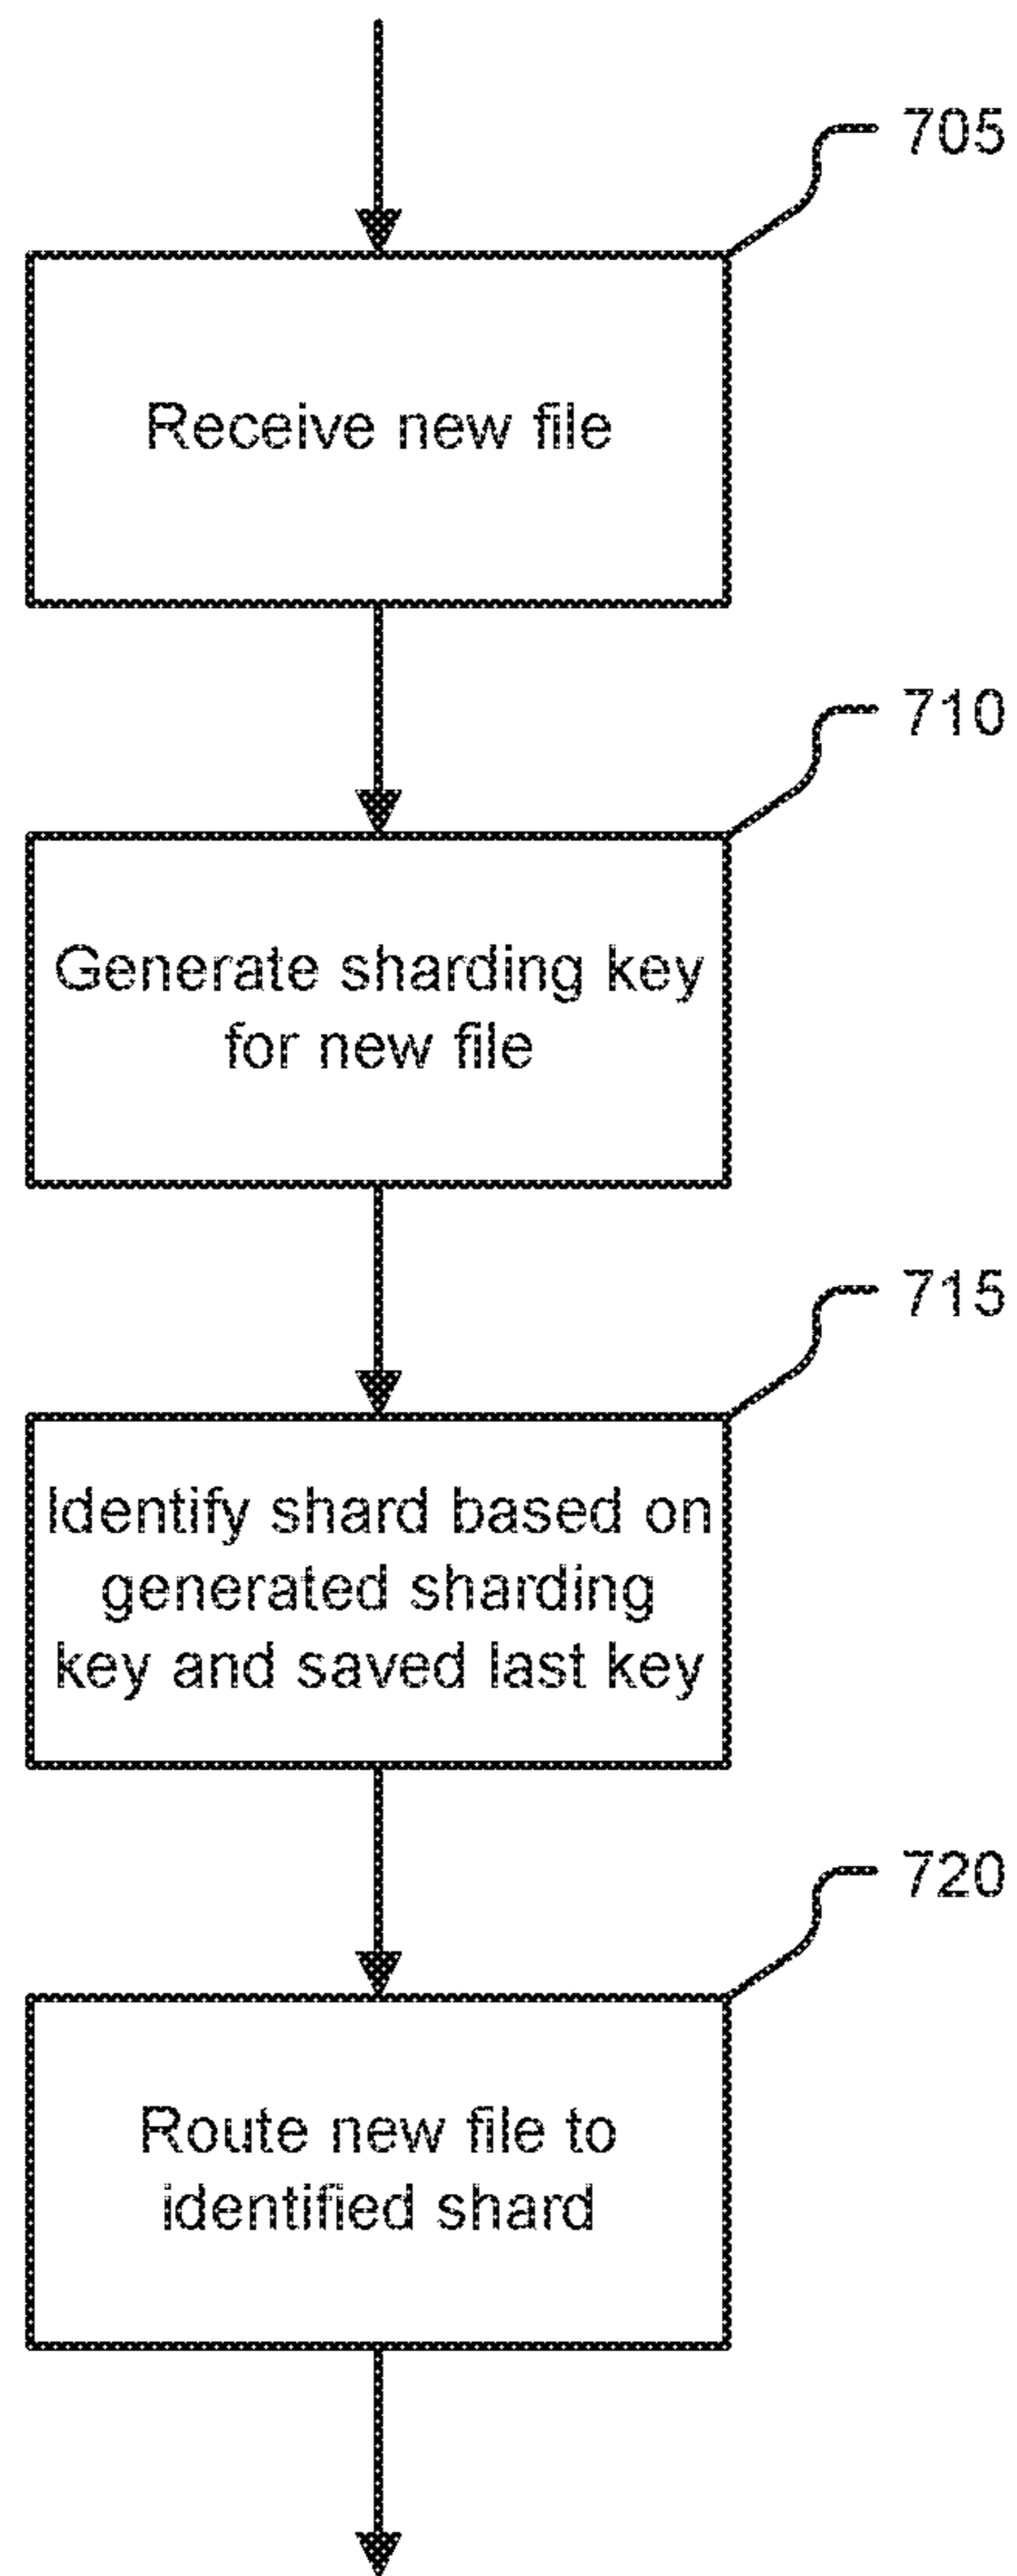 705
Receive new file
710
Generate sharding key
for new file
715
Identify shard based on
generated sharding
key and saved last key
720
Route new file to
identified shard